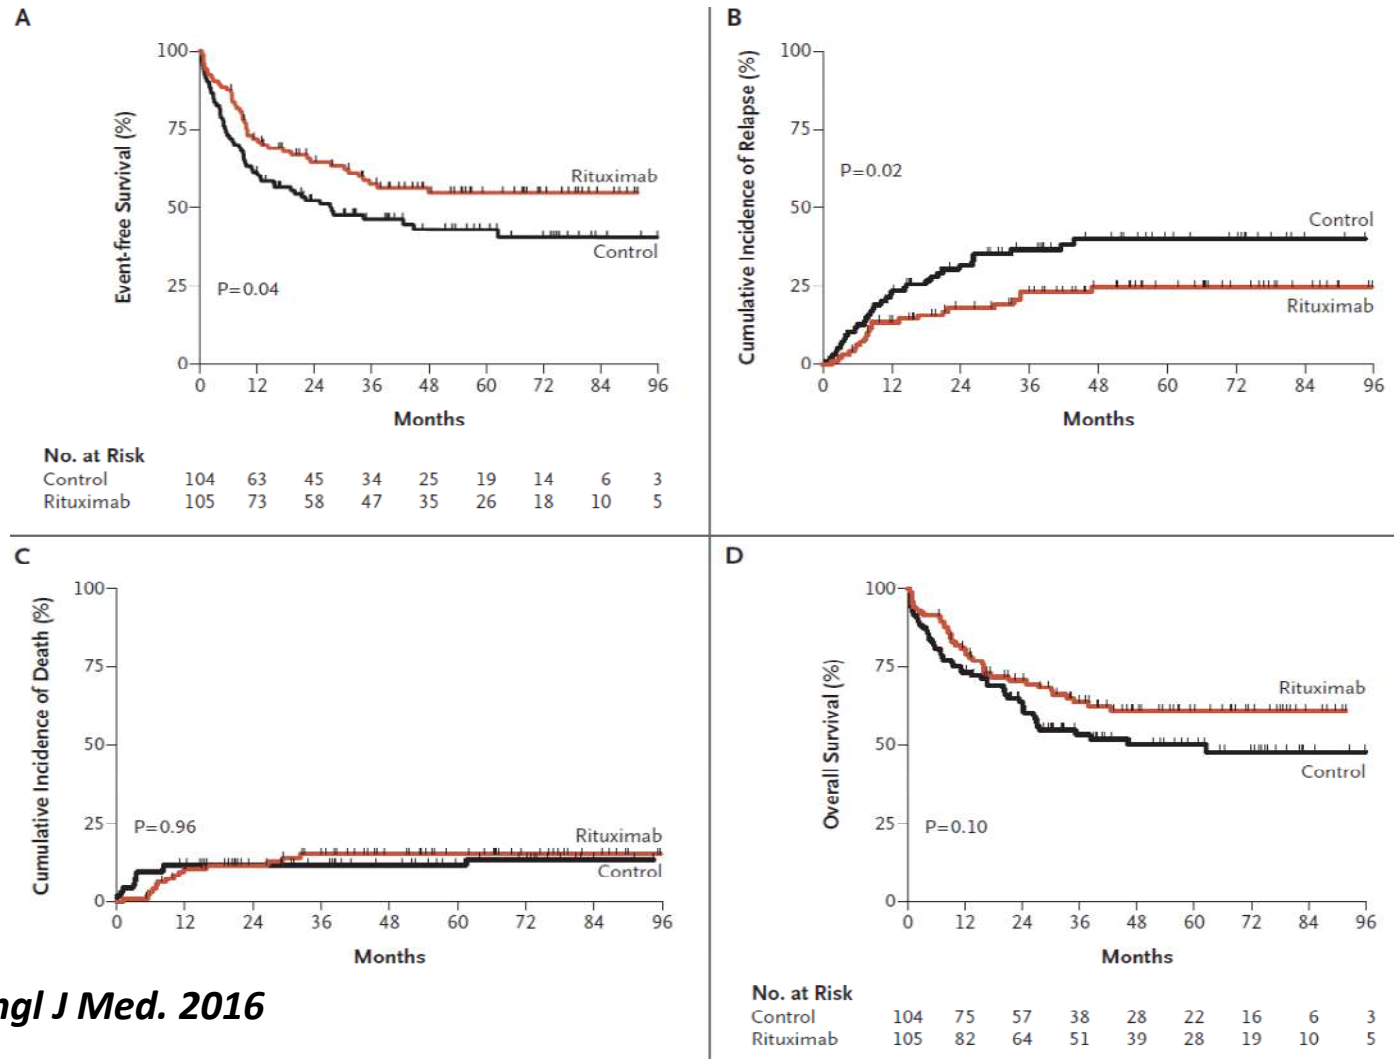 A
Event-free Survival (%)
100
75
50
25
0
Rituximab
Control
P=0.04
0 12 24 36 48 60 72 84 96
Months
No. at Risk
Control 104 63 45 34 25 19 14 6 3
Rituximab 105 73 58 47 35 26 18 10 5
B
Cumulative Incidence of Relapse (%)
100
75
50
25
0
P=0.02
Control
Rituximab
0 12 24 36 48 60 72 84 96
Months
C
Cumulative Incidence of Death (%)
100
75
50
25
0
P=0.96
Rituximab
Control
0 12 24 36 48 60 72 84 96
Months
D
Overall Survival (%)
100
75
50
25
0
Rituximab
Control
P=0.10
0 12 24 36 48 60 72 84 96
Months
No. at Risk
Control 104 75 57 38 28 22 16 6 3
Rituximab 105 82 64 51 39 28 19 10 5
ngl J Med. 2016